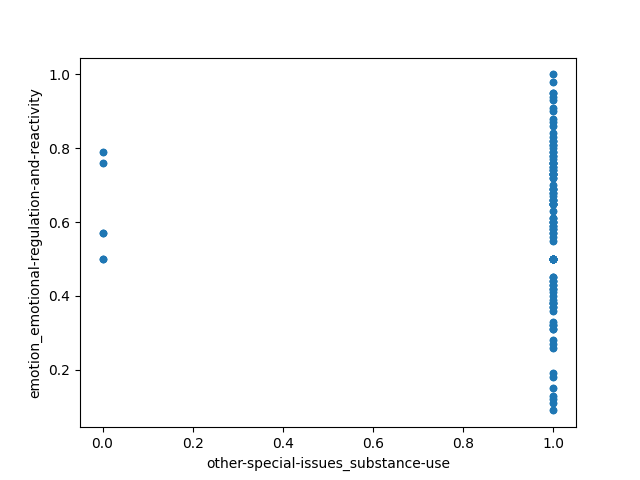 1.0
0.8
0.6
0.4
0.2
emotion_emotional-regulation-and-reactivity
0.0 0.2 0.4 0.6 0.8 1.0
other-special-issues_substance-use